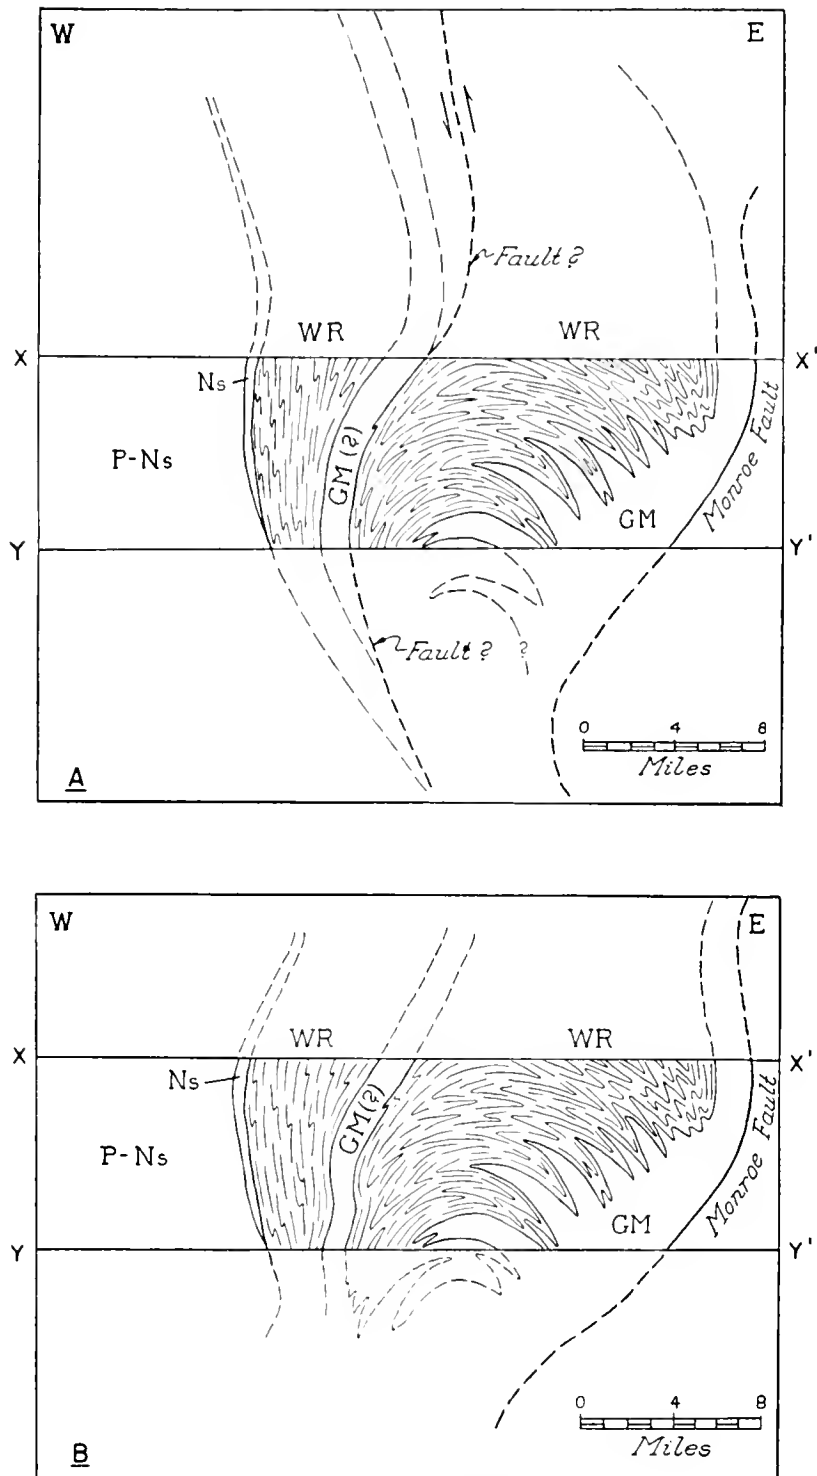 W E
Fault ?
WR WR
X X'
Ns
P-Ns
GM (?)
GM
Monroe Fault
Y Y'
Fault ? ?
0 4 8
Miles
A
W E
WR WR
X X'
Ns
P-Ns
GM(?)
GM
Monroe Fault
Y Y'
0 4 8
Miles
B